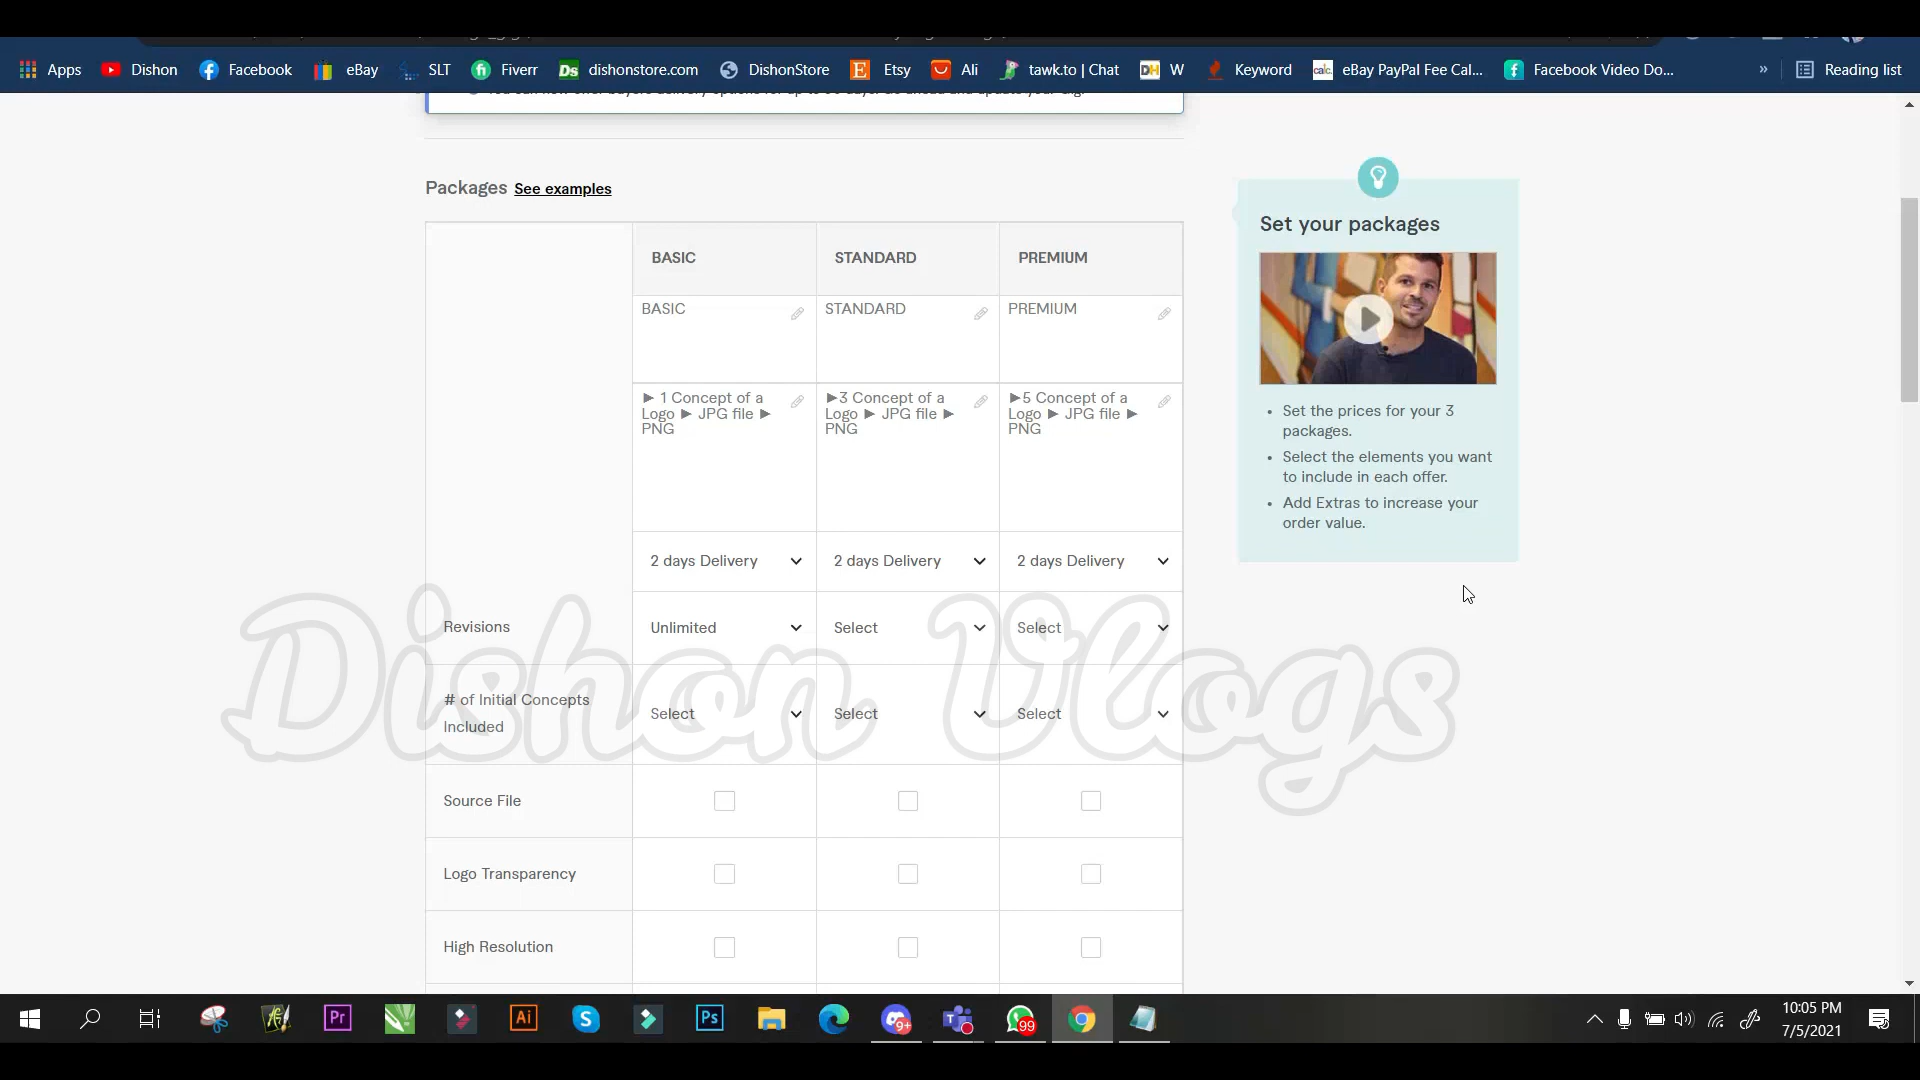 Apps Dishon Facebook eBay SLT Fiverr dishonstore.com DishonStore Etsy Ali tawk.to | Chat W Keyword eBay PayPal Fee Cal... Facebook Video Do... » Reading list
Packages See examples
BASIC STANDARD PREMIUM
BASIC STANDARD PREMIUM
► 1 Concept of a
Logo ► JPG file ►
PNG
►3 Concept of a
Logo ► JPG file ►
PNG
►5 Concept of a
Logo ► JPG file ►
PNG
2 days Delivery 2 days Delivery 2 days Delivery
Revisions Unlimited Select Select
# of Initial Concepts
Included
Select Select Select
Source File
Logo Transparency
High Resolution
Set your packages
• Set the prices for your 3
packages.
• Select the elements you want
to include in each offer.
• Add Extras to increase your
order value.
Dishon Vlogs
Pr Ai S Ps 9+ 99
10:05 PM
7/5/2021